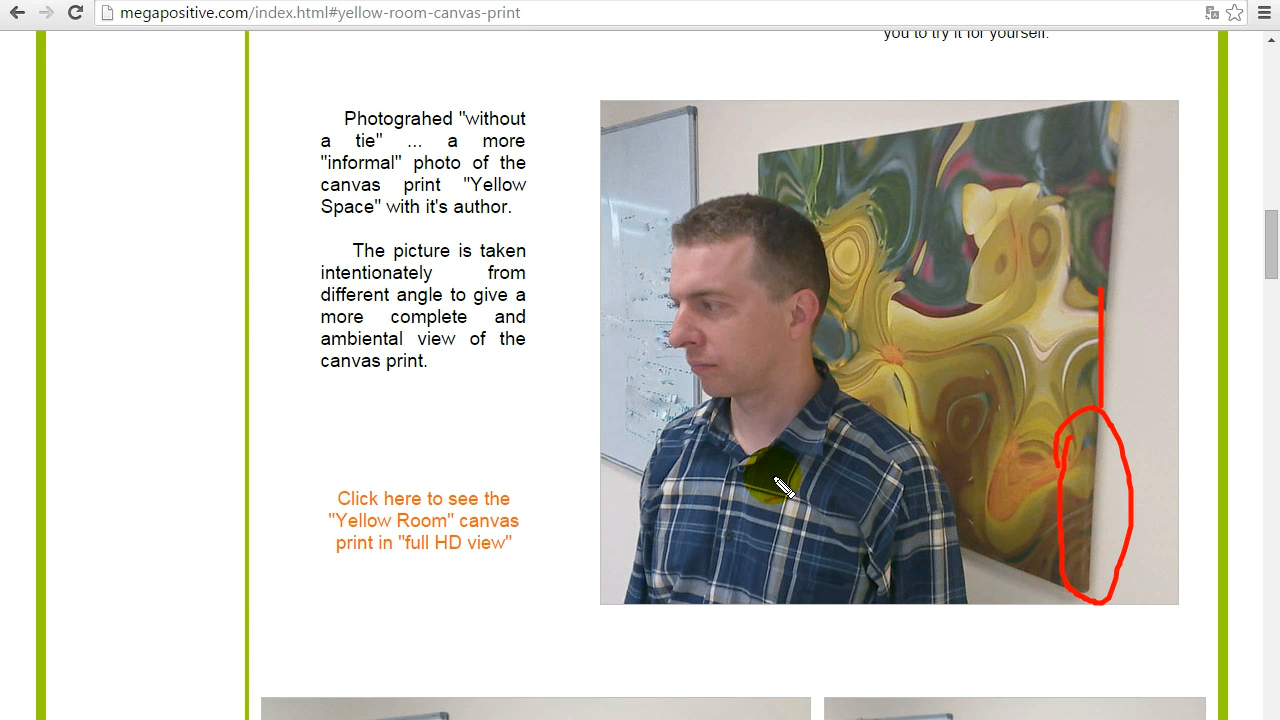 megapositive.com/index.html#yellow-room-canvas-print
you to try it for yourself.
Photograhed "without
a tie" ... a more
"informal" photo of the
canvas print "Yellow
Space" with it's author.
The picture is taken
intentionately from
different angle to give a
more complete and
ambiental view of the
canvas print.
Click here to see the
"Yellow Room" canvas
print in "full HD view"